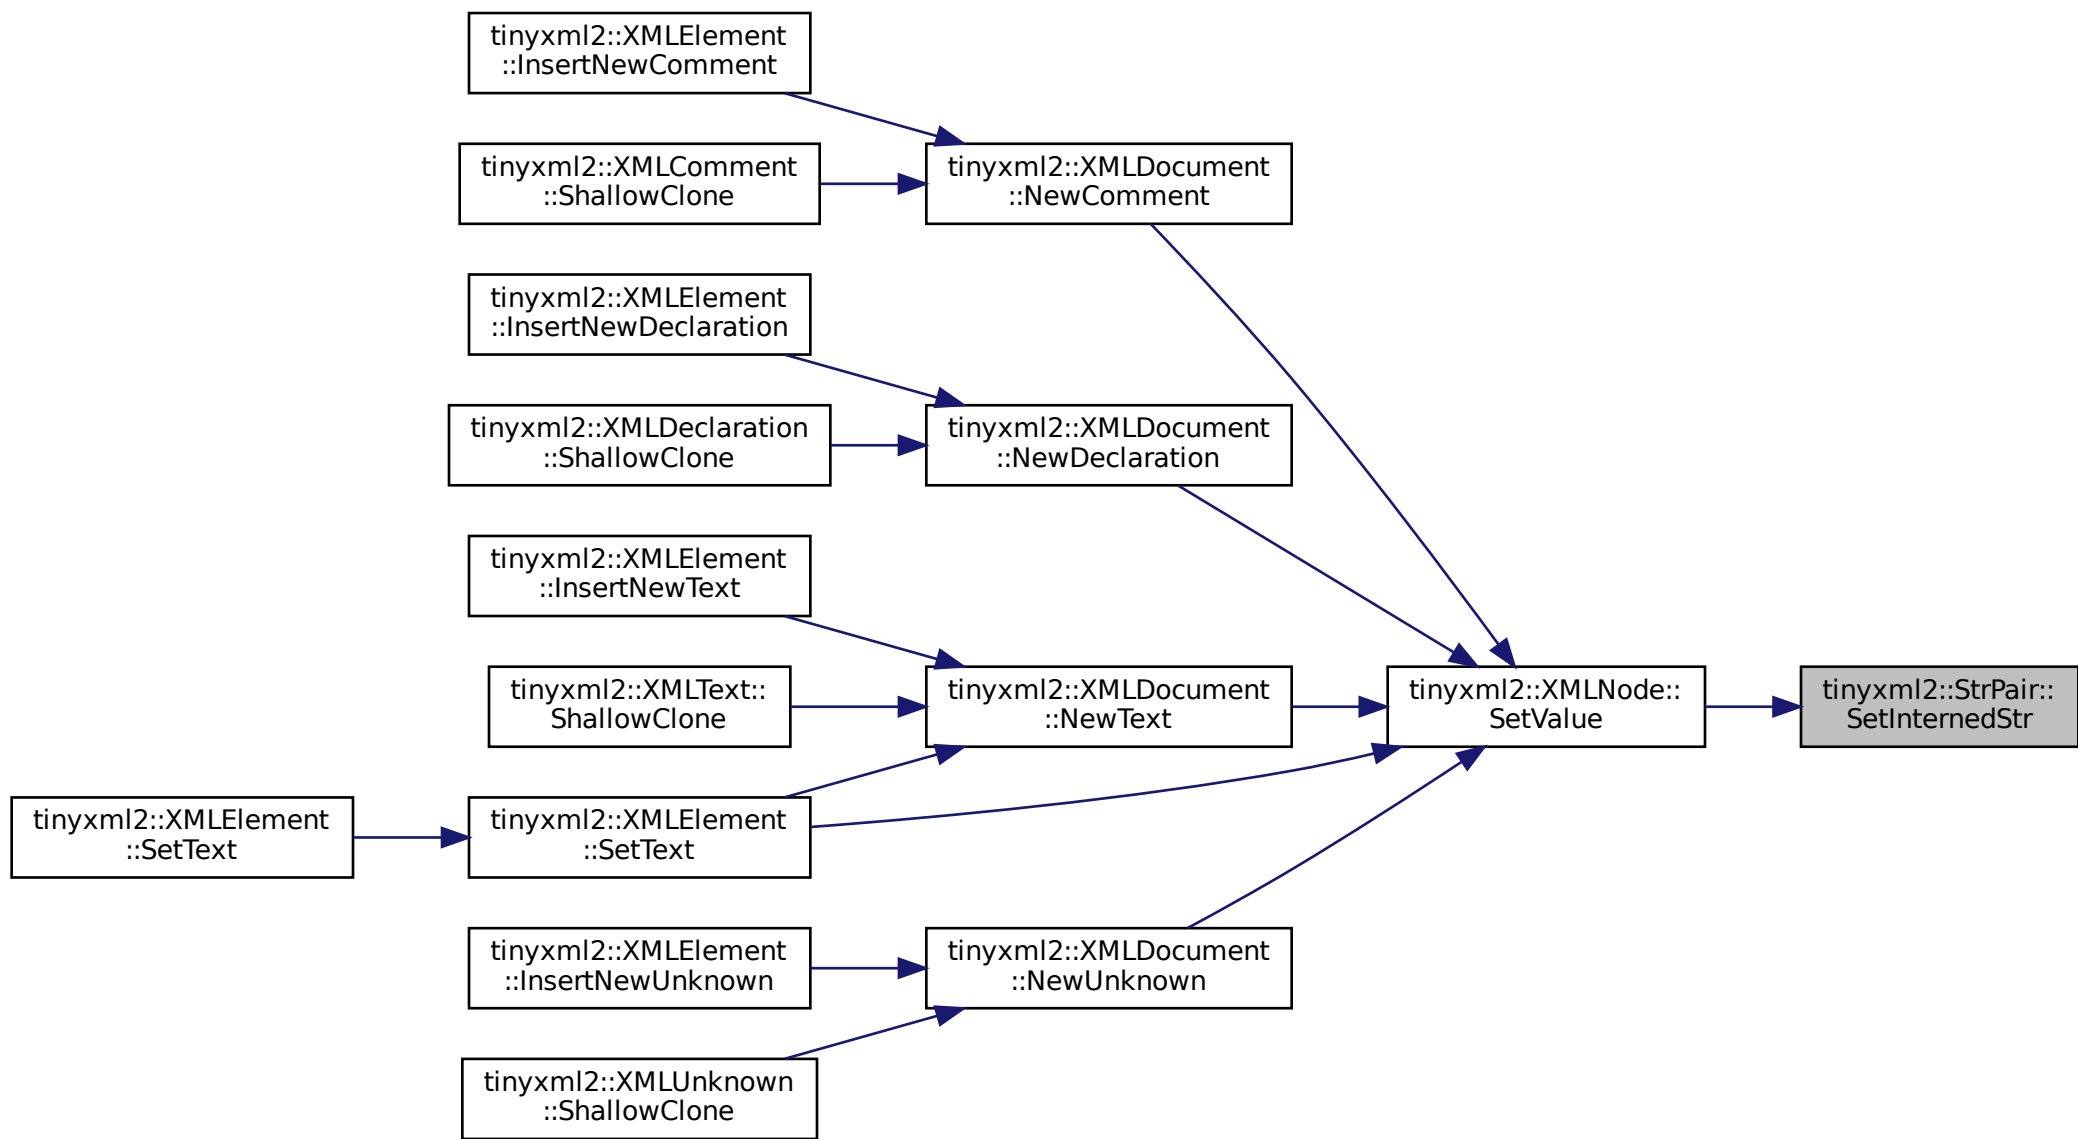 tinyxml2::XMLElement
::InsertNewComment
tinyxml2::XMLComment
::ShallowClone
tinyxml2::XMLDocument
::NewComment
tinyxml2::XMLElement
::InsertNewDeclaration
tinyxml2::XMLDeclaration
::ShallowClone
tinyxml2::XMLDocument
::NewDeclaration
tinyxml2::XMLElement
::InsertNewText
tinyxml2::XMLText::
ShallowClone
tinyxml2::XMLDocument
::NewText
tinyxml2::XMLNode::
SetValue
tinyxml2::StrPair::
SetInternedStr
tinyxml2::XMLElement
::SetText
tinyxml2::XMLElement
::SetText
tinyxml2::XMLElement
::InsertNewUnknown
tinyxml2::XMLDocument
::NewUnknown
tinyxml2::XMLUnknown
::ShallowClone